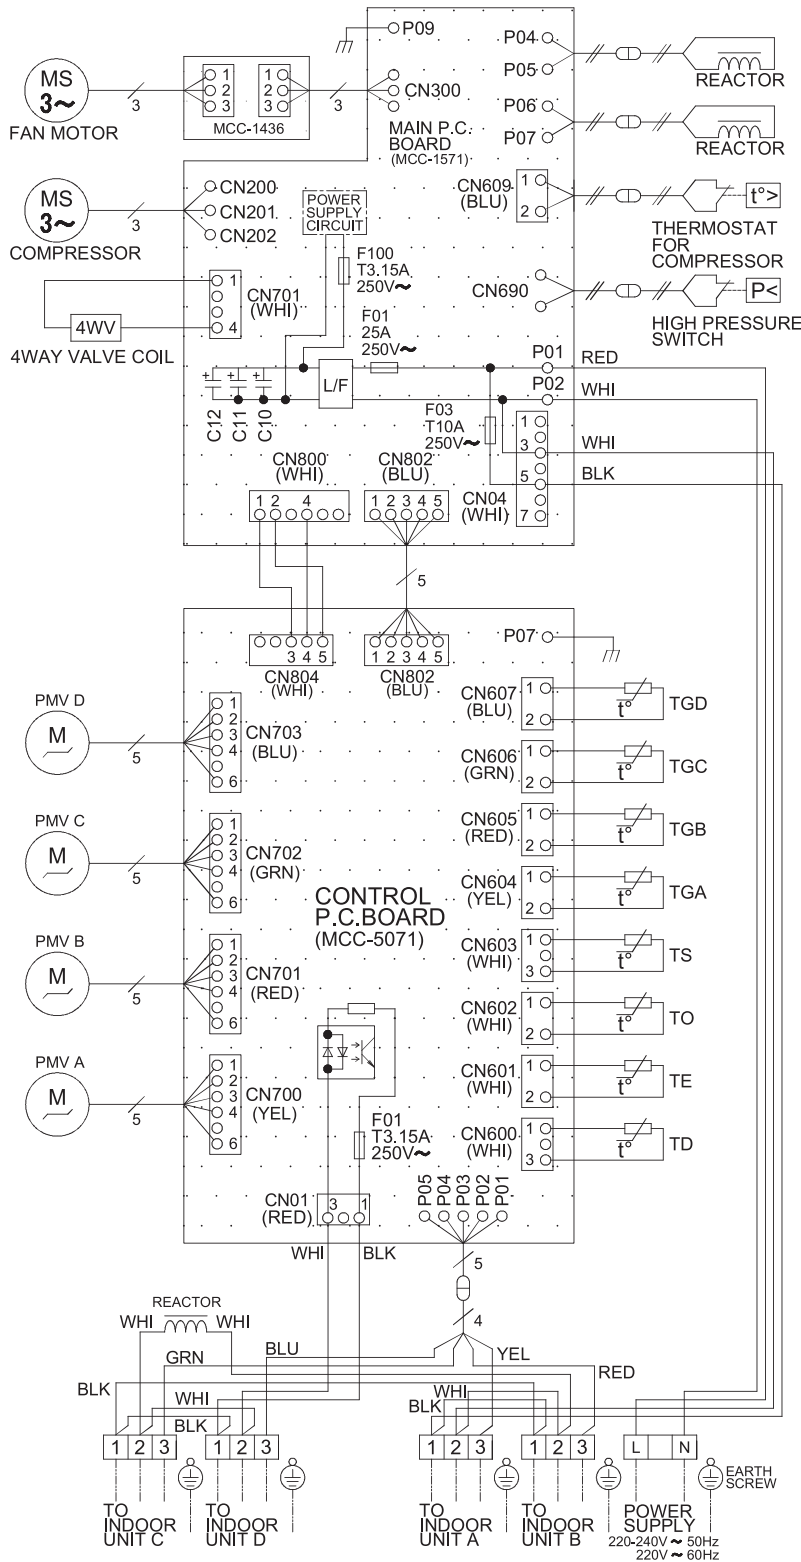 P09
P04
P05
REACTOR
MS
3~
FAN MOTOR
3
1
2
3
1
2
3
MCC-1436
3
CN300
MAIN P.C.
BOARD
(MCC-1571)
P06
P07
REACTOR
MS
3~
COMPRESSOR
3
CN200
CN201
CN202
POWER
SUPPLY
CIRCUIT
CN609
(BLU)
1
2
t°>
THERMOSTAT
FOR
COMPRESSOR
F100
T3.15A
250V~
CN701
(WHI)
1
4
4WV
4WAY VALVE COIL
CN690
P<
HIGH PRESSURE
SWITCH
F01
25A
250V~
L/F
P01
RED
P02
WHI
+
+
+
C12
C11
C10
F03
T10A
250V~
1
3
5
7
WHI
BLK
CN04
(WHI)
CN800
(WHI)
1 2 4
CN802
(BLU)
1 2 3 4 5
5
3 4 5
CN804
(WHI)
1 2 3 4 5
CN802
(BLU)
P07
PMV D
M
5
1
2
3
4
6
CN703
(BLU)
CN607
(BLU)
1
2
t°
TGD
CN606
(GRN)
1
2
t°
TGC
PMV C
M
5
1
2
3
4
6
CN702
(GRN)
CN605
(RED)
1
2
t°
TGB
CONTROL
P.C.BOARD
(MCC-5071)
CN604
(YEL)
1
2
t°
TGA
PMV B
M
5
1
2
3
4
6
CN701
(RED)
CN603
(WHI)
1
3
t°
TS
CN602
(WHI)
1
2
t°
TO
PMV A
M
5
1
2
3
4
6
CN700
(YEL)
CN601
(WHI)
1
2
t°
TE
F01
T3.15A
250V~
CN600
(WHI)
1
3
t°
TD
CN01
(RED)
3 1
P05
P04
P03
P02
P01
WHI
BLK
5
4
REACTOR
WHI
WHI
BLU
GRN
YEL
RED
BLK
WHI
BLK
WHI
BLK
1 2 3
1 2 3
1 2 3
1 2 3
L N
EARTH
SCREW
TO
INDOOR
UNIT C
TO
INDOOR
UNIT D
TO
INDOOR
UNIT A
TO
INDOOR
UNIT B
POWER
SUPPLY
220-240V ~ 50Hz
220V ~ 60Hz